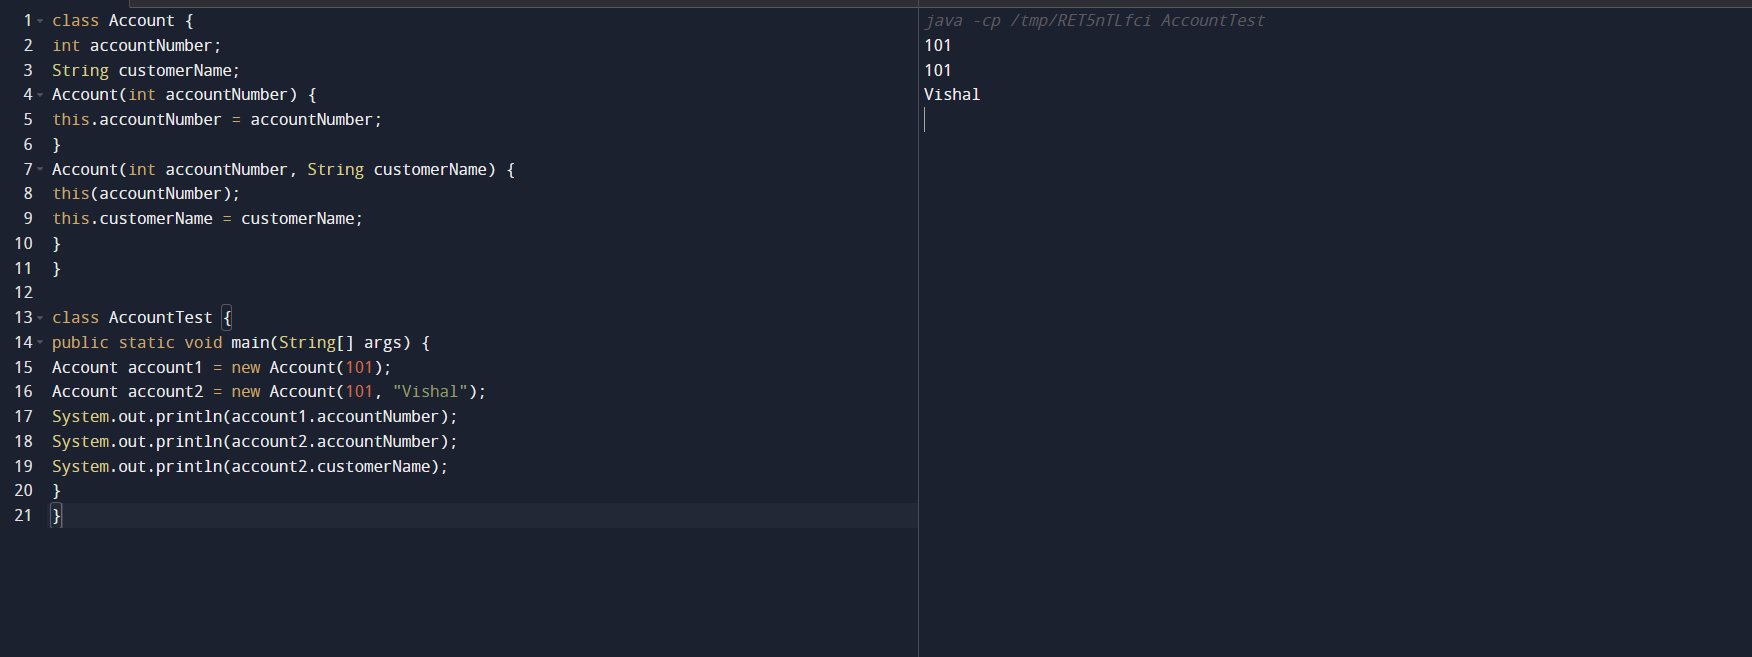 1 class Account {
2 int accountNumber;
3 String customerName;
4 Account(int accountNumber) {
5 this.accountNumber = accountNumber;
6 }
7 Account(int accountNumber, String customerName) {
8 this(accountNumber);
9 this.customerName = customerName;
10 }
11 }
12
13 class AccountTest {
14 public static void main(String[] args) {
15 Account account1 = new Account(101);
16 Account account2 = new Account(101, "Vishal");
17 System.out.println(account1.accountNumber);
18 System.out.println(account2.accountNumber);
19 System.out.println(account2.customerName);
20 }
21 }
java -cp /tmp/RET5nTLfci AccountTest
101
101
Vishal